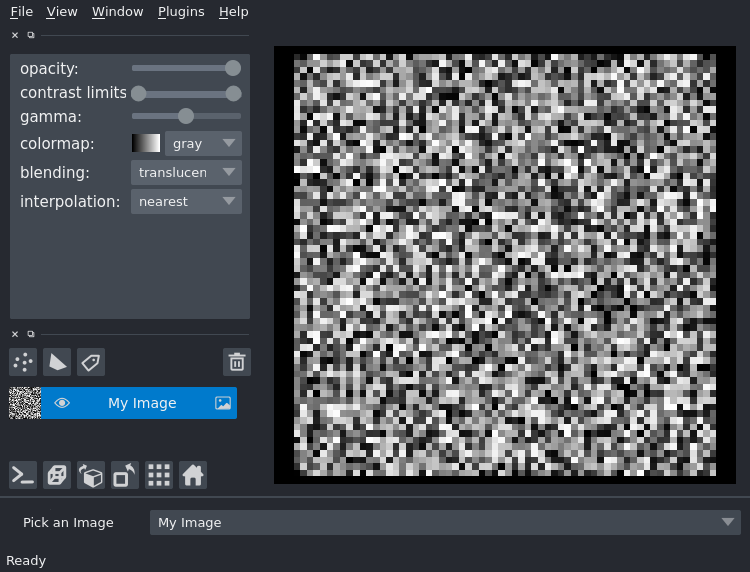 File View Window Plugins Help
opacity:
contrast limits
gamma:
colormap: gray
blending: translucen
interpolation: nearest
My Image
Pick an Image My Image
Ready